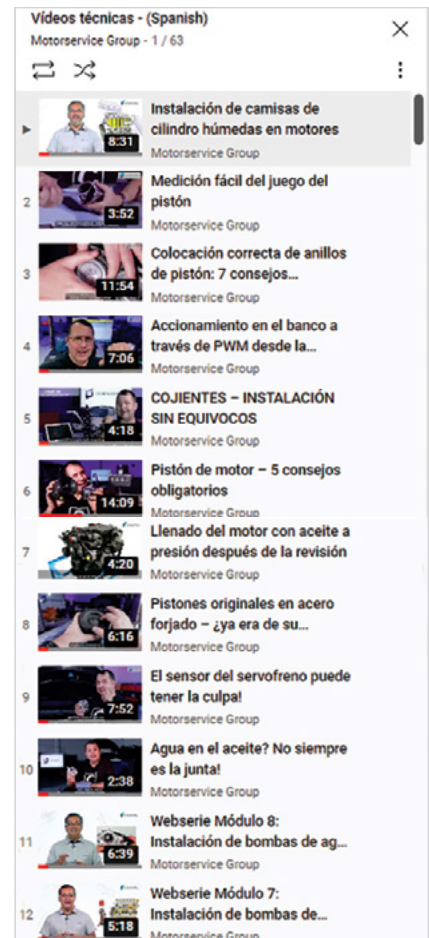 Vídeos técnicas - (Spanish)
Motorservice Group - 1 / 63
Instalación de camisas de
cilindro húmedas en motores
8:31
Motorservice Group
2
Medición fácil del juego del
pistón
3:52
Motorservice Group
3
Colocación correcta de anillos
de pistón: 7 consejos...
11:54
Motorservice Group
4
Accionamiento en el banco a
través de PWM desde la...
7:06
Motorservice Group
5
COJIENTES – INSTALACIÓN
SIN EQUIVOCOS
4:18
Motorservice Group
6
Pistón de motor – 5 consejos
obligatorios
14:09
Motorservice Group
7
Llenado del motor con aceite a
presión después de la revisión
4:20
Motorservice Group
8
Pistones originales en acero
forjado – ¿ya era de su...
6:16
Motorservice Group
9
El sensor del servofreno puede
tener la culpa!
7:52
Motorservice Group
10
Agua en el aceite? No siempre
es la junta!
2:38
Motorservice Group
11
Webserie Módulo 8:
Instalación de bombas de ag...
6:39
Motorservice Group
12
Webserie Módulo 7:
Instalación de bombas de...
5:18
Motorservice Group